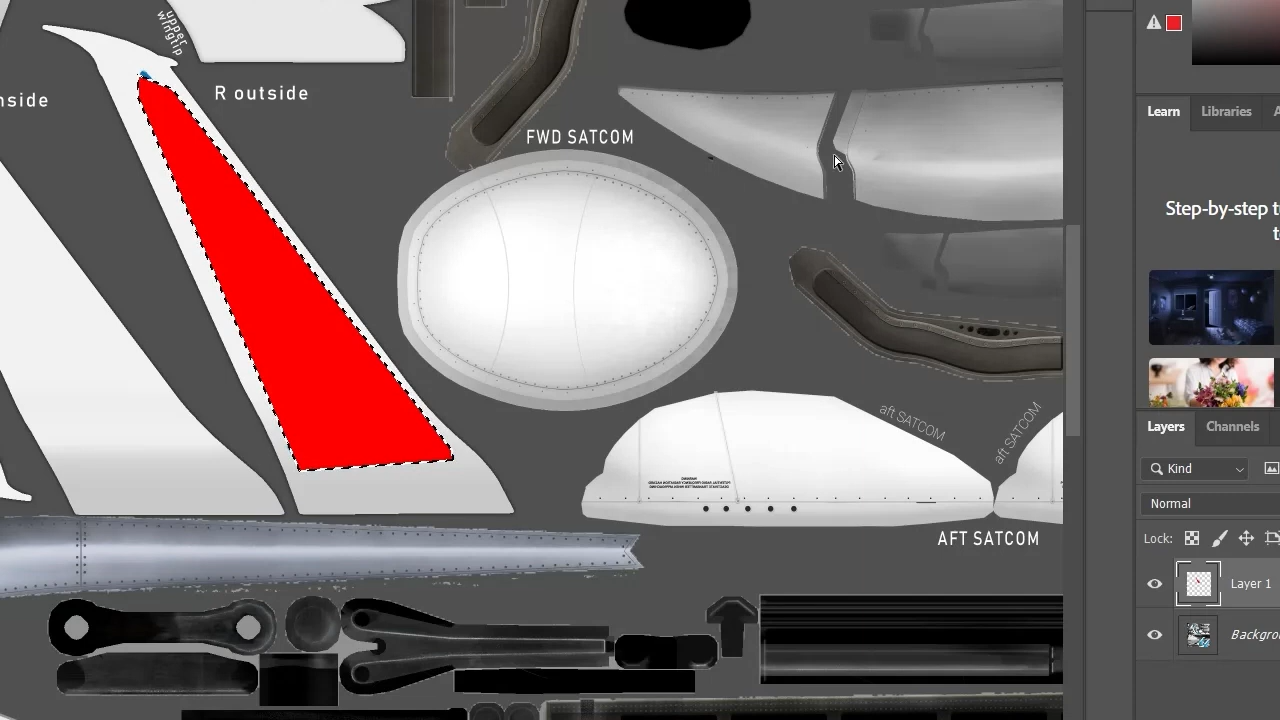 upper
wingtip
nside
R outside
FWD SATCOM
aft SATCOM
aft SATCOM
AFT SATCOM
Learn
Libraries
A
Step-by-step t
t
Layers
Channels
Kind
Normal
Lock:
Layer 1
Backgro